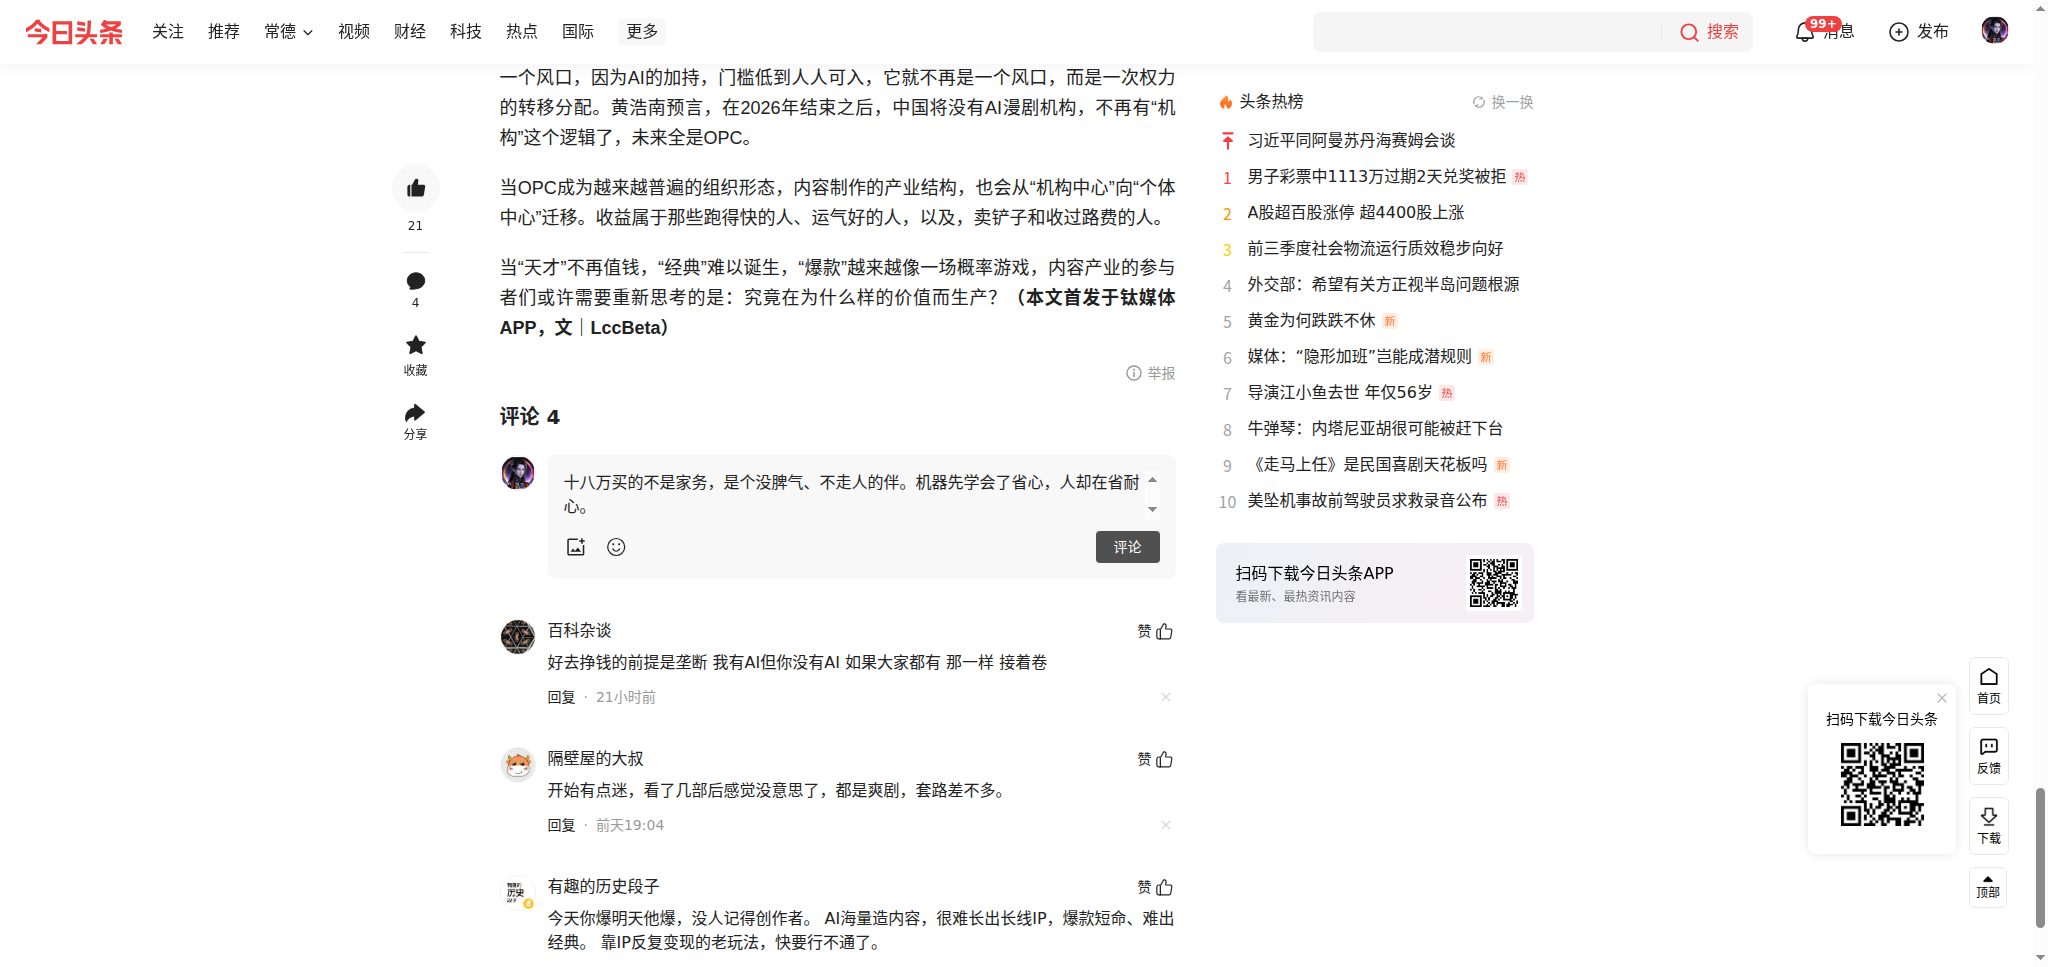 今日头条
关注 推荐 常德 视频 财经 科技 热点 国际 更多
搜索
99+
消息
发布
一个风口，因为AI的加持，门槛低到人人可入，它就不再是一个风口，而是一次权力
的转移分配。黄浩南预言，在2026年结束之后，中国将没有AI漫剧机构，不再有“机
构”这个逻辑了，未来全是OPC。
当OPC成为越来越普遍的组织形态，内容制作的产业结构，也会从“机构中心”向“个体
中心”迁移。收益属于那些跑得快的人、运气好的人，以及，卖铲子和收过路费的人。
当“天才”不再值钱，“经典”难以诞生，“爆款”越来越像一场概率游戏，内容产业的参与
者们或许需要重新思考的是：究竟在为什么样的价值而生产？（本文首发于钛媒体
APP，文｜LccBeta）
举报
21
4
收藏
分享
评论 4
十八万买的不是家务，是个没脾气、不走人的伴。机器先学会了省心，人却在省耐
心。
评论
百科杂谈
赞
好去挣钱的前提是垄断 我有AI但你没有AI 如果大家都有 那一样 接着卷
回复 · 21小时前
隔壁屋的大叔
赞
开始有点迷，看了几部后感觉没意思了，都是爽剧，套路差不多。
回复 · 前天19:04
有趣的历史段子
赞
今天你爆明天他爆，没人记得创作者。 AI海量造内容，很难长出长线IP，爆款短命、难出
经典。 靠IP反复变现的老玩法，快要行不通了。
头条热榜
换一换
习近平同阿曼苏丹海赛姆会谈
1 男子彩票中1113万过期2天兑奖被拒 热
2 A股超百股涨停 超4400股上涨
3 前三季度社会物流运行质效稳步向好
4 外交部：希望有关方正视半岛问题根源
5 黄金为何跌跌不休 新
6 媒体：“隐形加班”岂能成潜规则 新
7 导演江小鱼去世 年仅56岁 热
8 牛弹琴：内塔尼亚胡很可能被赶下台
9 《走马上任》是民国喜剧天花板吗 新
10 美坠机事故前驾驶员求救录音公布 热
扫码下载今日头条APP
看最新、最热资讯内容
扫码下载今日头条
首页
反馈
下载
顶部